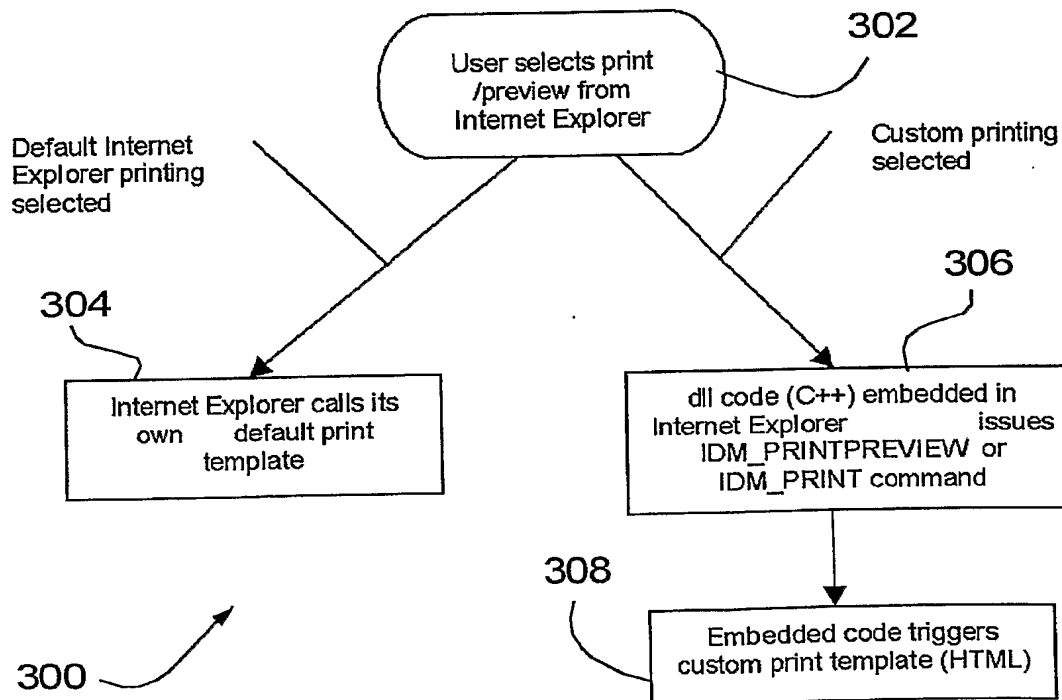 302
User selects print
/preview from
Internet Explorer
Default Internet
Explorer printing
selected
Custom printing
selected
304
306
Internet Explorer calls its
own default print
template
dll code (C++) embedded in
Internet Explorer issues
IDM_PRINTPREVIEW or
IDM_PRINT command
308
Embedded code triggers
custom print template (HTML)
300